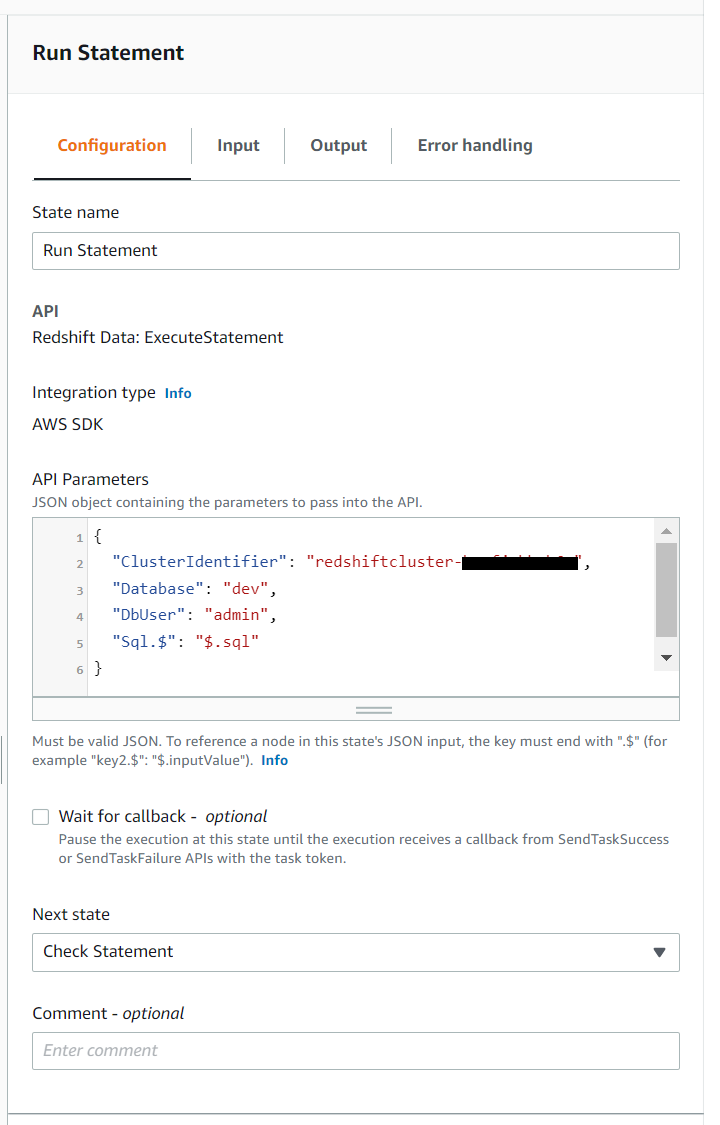 Run Statement
Configuration
Input
Output
Error handling
State name
Run Statement
API
Redshift Data: ExecuteStatement
Integration type Info
AWS SDK
API Parameters
JSON object containing the parameters to pass into the API.
1 {
2 "ClusterIdentifier": "redshiftcluster- ",
3 "Database": "dev",
4 "DbUser": "admin",
5 "Sql.$": "$.sql"
6 }
Must be valid JSON. To reference a node in this state's JSON input, the key must end with ".$" (for
example "key2.$": "$.inputValue"). Info
Wait for callback - optional
Pause the execution at this state until the execution receives a callback from SendTaskSuccess
or SendTaskFailure APIs with the task token.
Next state
Check Statement
Comment - optional
Enter comment